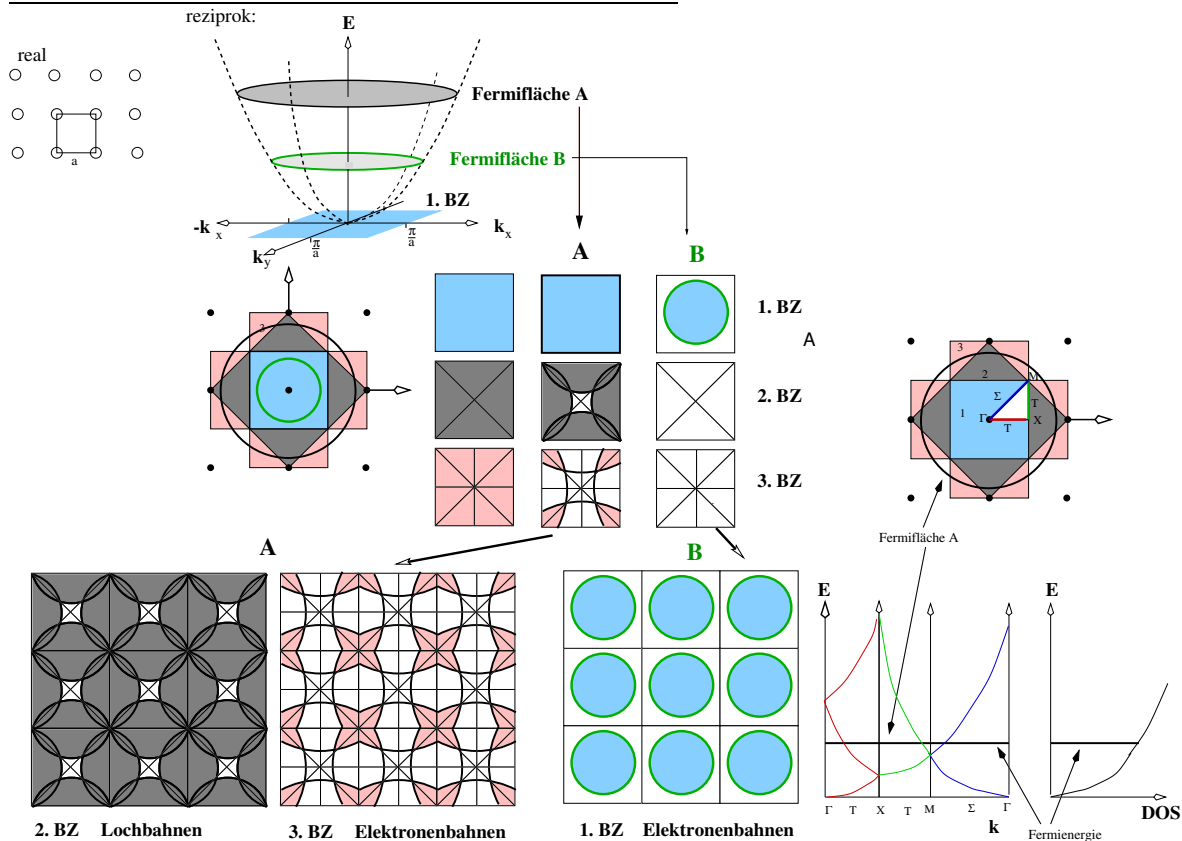 reziprok:
E
real
a
Fermifläche A
Fermifläche B
1. BZ
-k x
k x
k y
π/a
π/a
A
B
1. BZ
A
2. BZ
3. BZ
3
3
2
1
M
Σ
T
Γ
T
X
Fermifläche A
A
B
E
E
Γ T X T M Σ Γ
k
DOS
Fermienergie
2. BZ Lochbahnen
3. BZ Elektronenbahnen
1. BZ Elektronenbahnen